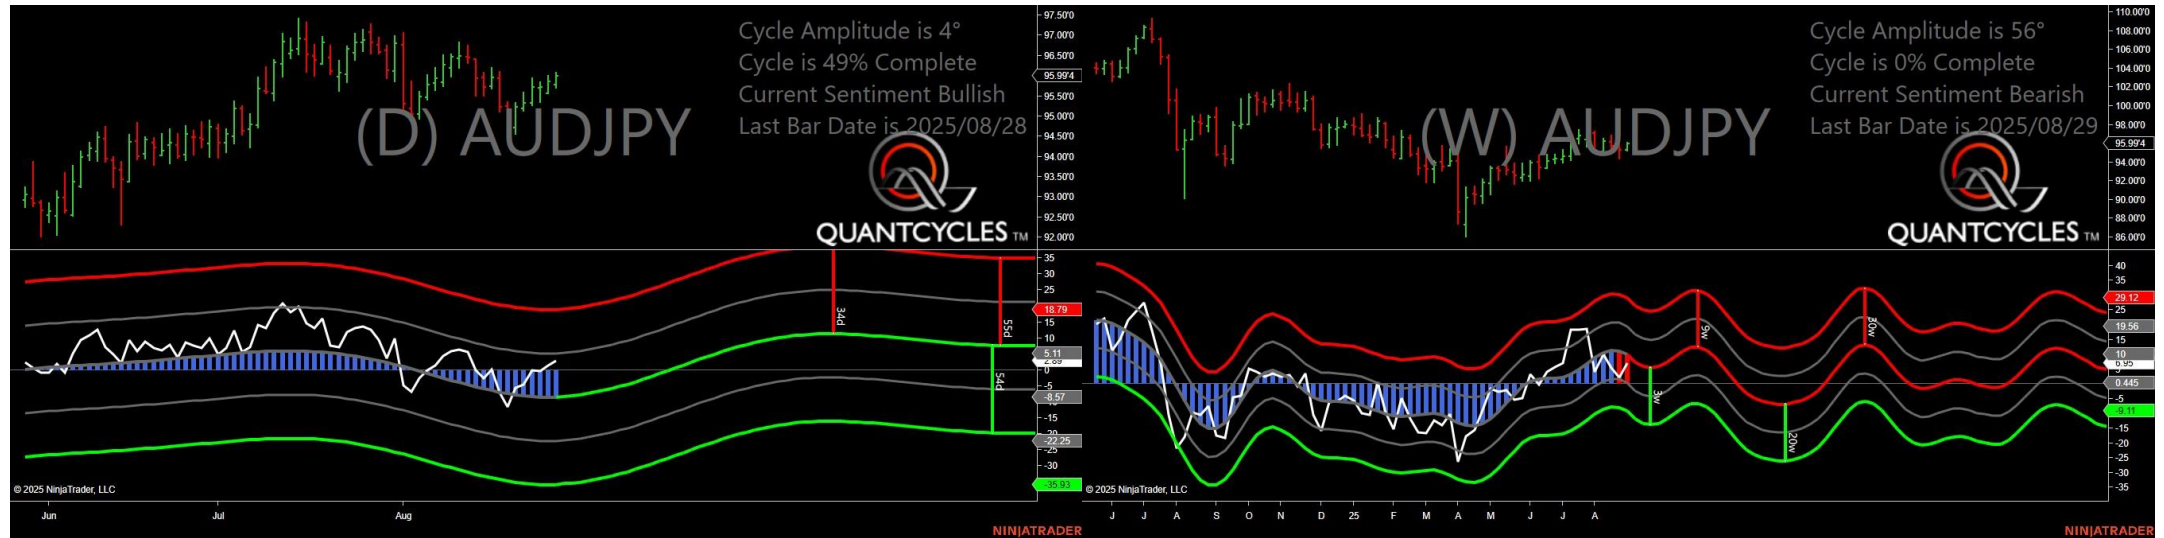 Cycle Amplitude is 4°
Cycle is 49% Complete
Current Sentiment Bullish
Last Bar Date is 2025/08/28
(D) AUDJPY
QUANTCYCLES TM
97.50'0
96.50'0
96.00'0
95.99'4
95.50'0
95.00'0
94.50'0
94.00'0
93.50'0
93.00'0
92.50'0
92.00'0
35
30
25
18.79
15
10
5.11
2.89
0
-5
-8.57
-15
-20
-22.25
-25
-30
-35.93
34d
55d
54d
© 2025 NinjaTrader, LLC
Jun Jul Aug
NINJATRADER
Cycle Amplitude is 56°
Cycle is 0% Complete
Current Sentiment Bearish
Last Bar Date is 2025/08/29
(W) AUDJPY
QUANTCYCLES TM
110.00'0
108.00'0
106.00'0
104.00'0
102.00'0
100.00'0
98.00'0
95.99'4
94.00'0
92.00'0
90.00'0
88.00'0
86.00'0
40
35
29.12
25
19.56
15
10
6.95
0.445
-5
-9.11
-15
-20
-25
-30
-35
9w
30w
3w
20w
© 2025 NinjaTrader, LLC
J J A S O N D 25 F M A M J J A
NINJATRADER